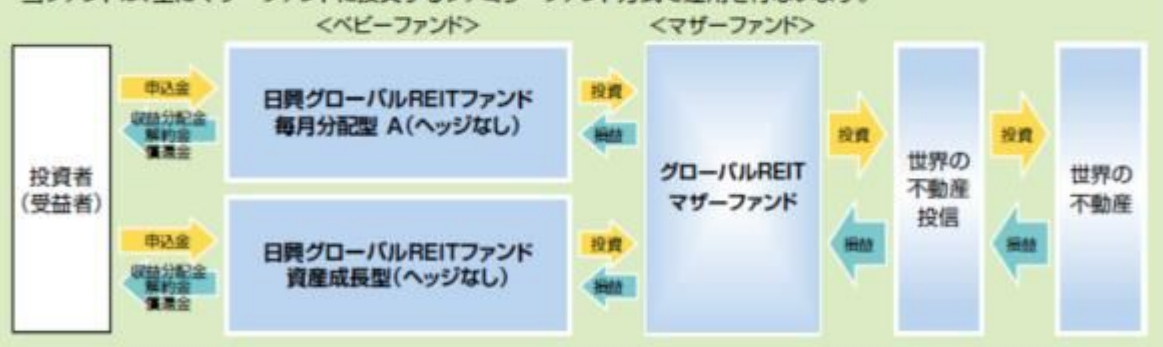 <ベビーファンド>
<マザーファンド>
投資者
(受益者)
申込金
収益分配金
解約金
償還金
日興グローバルREITファンド
毎月分配型 A(ヘッジなし)
投資
損益
申込金
収益分配金
解約金
償還金
日興グローバルREITファンド
資産成長型(ヘッジなし)
投資
損益
グローバルREIT
マザーファンド
投資
損益
世界の
不動産
投信
投資
損益
世界の
不動産